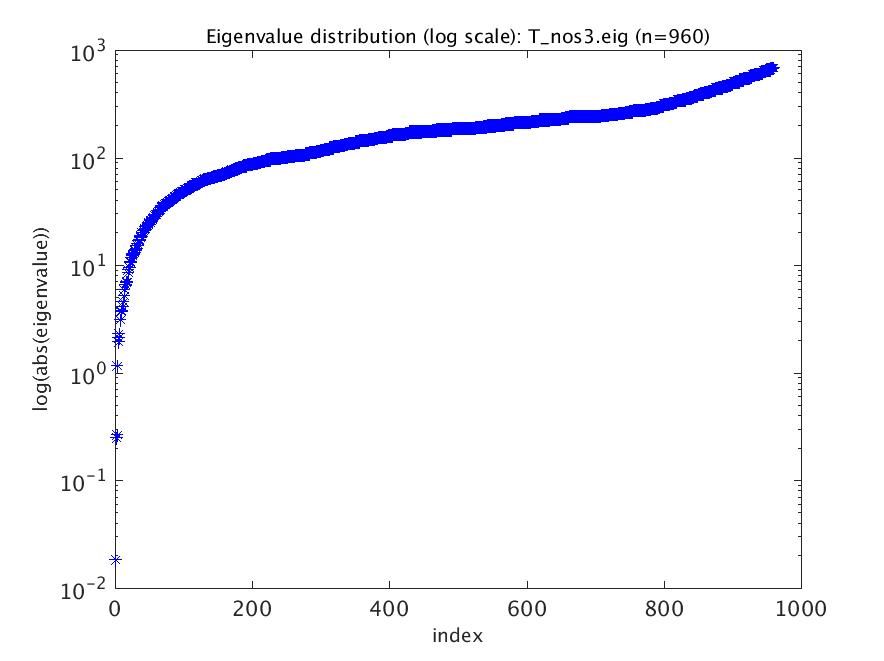 Eigenvalue distribution (log scale): T_nos3.eig (n=960)
10^3
10^2
10^1
10^0
10^-1
10^-2
log(abs(eigenvalue))
0 200 400 600 800 1000
index